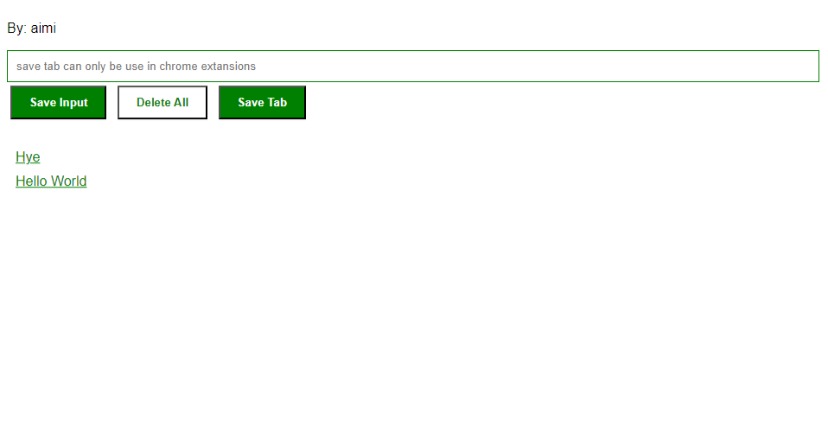 By: aimi
save tab can only be use in chrome extansions
Save Input Delete All Save Tab
Hye
Hello World